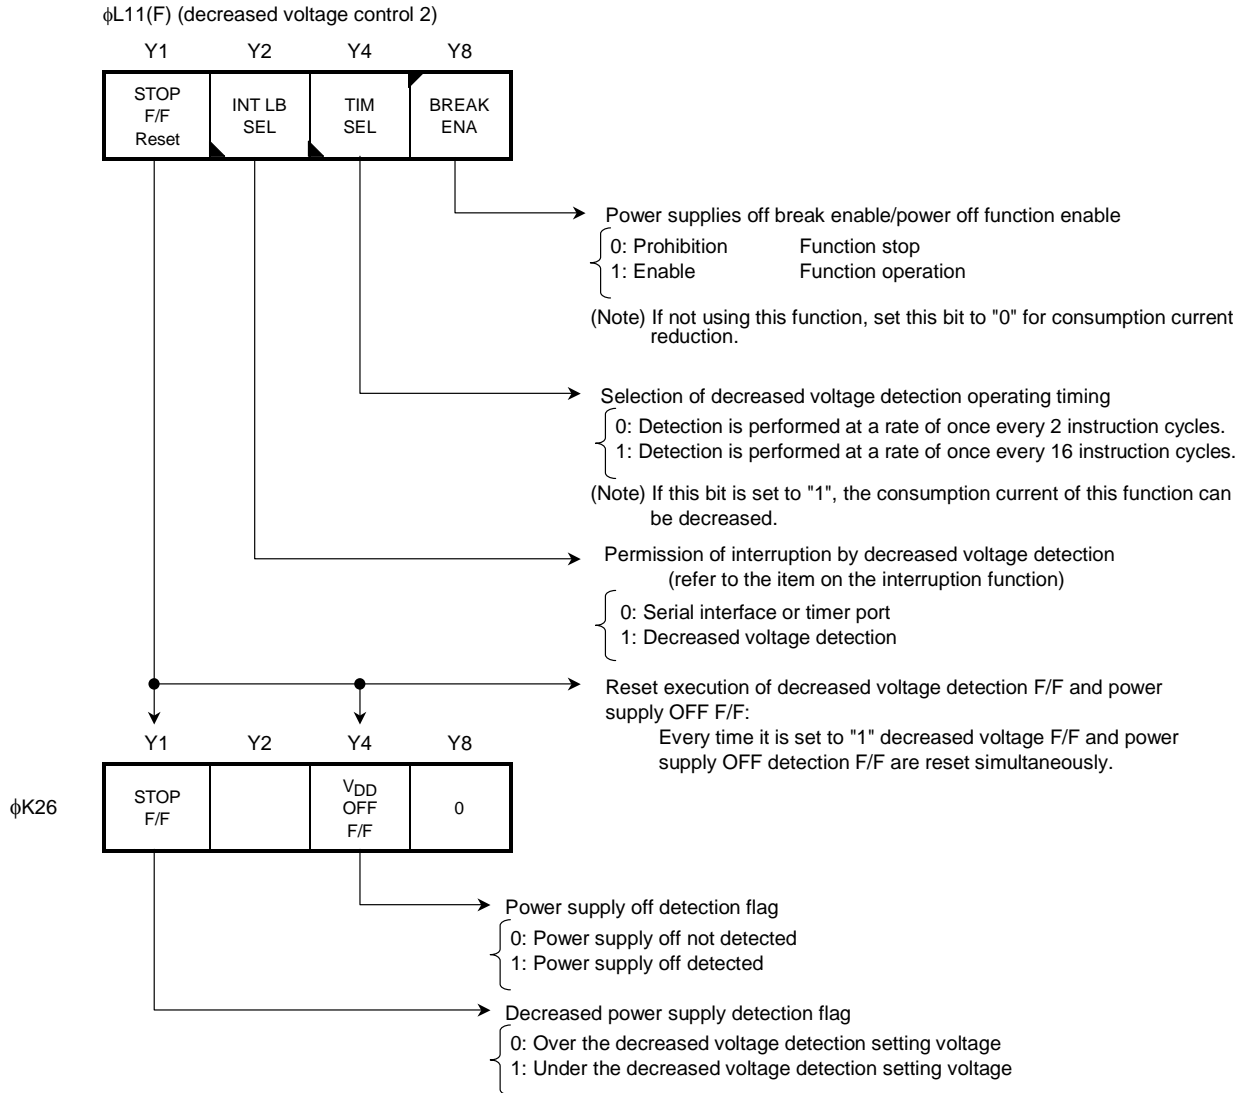 ϕL11(F) (decreased voltage control 2)
Y1 Y2 Y4 Y8
STOP
F/F
Reset
INT LB
SEL
TIM
SEL
BREAK
ENA
Power supplies off break enable/power off function enable
0: Prohibition Function stop
1: Enable Function operation
(Note) If not using this function, set this bit to "0" for consumption current
reduction.
Selection of decreased voltage detection operating timing
0: Detection is performed at a rate of once every 2 instruction cycles.
1: Detection is performed at a rate of once every 16 instruction cycles.
(Note) If this bit is set to "1", the consumption current of this function can
be decreased.
Permission of interruption by decreased voltage detection
(refer to the item on the interruption function)
0: Serial interface or timer port
1: Decreased voltage detection
Reset execution of decreased voltage detection F/F and power
supply OFF F/F:
Every time it is set to "1" decreased voltage F/F and power
supply OFF detection F/F are reset simultaneously.
Y1 Y2 Y4 Y8
ϕK26
STOP
F/F
VDD
OFF
F/F
0
Power supply off detection flag
0: Power supply off not detected
1: Power supply off detected
Decreased power supply detection flag
0: Over the decreased voltage detection setting voltage
1: Under the decreased voltage detection setting voltage